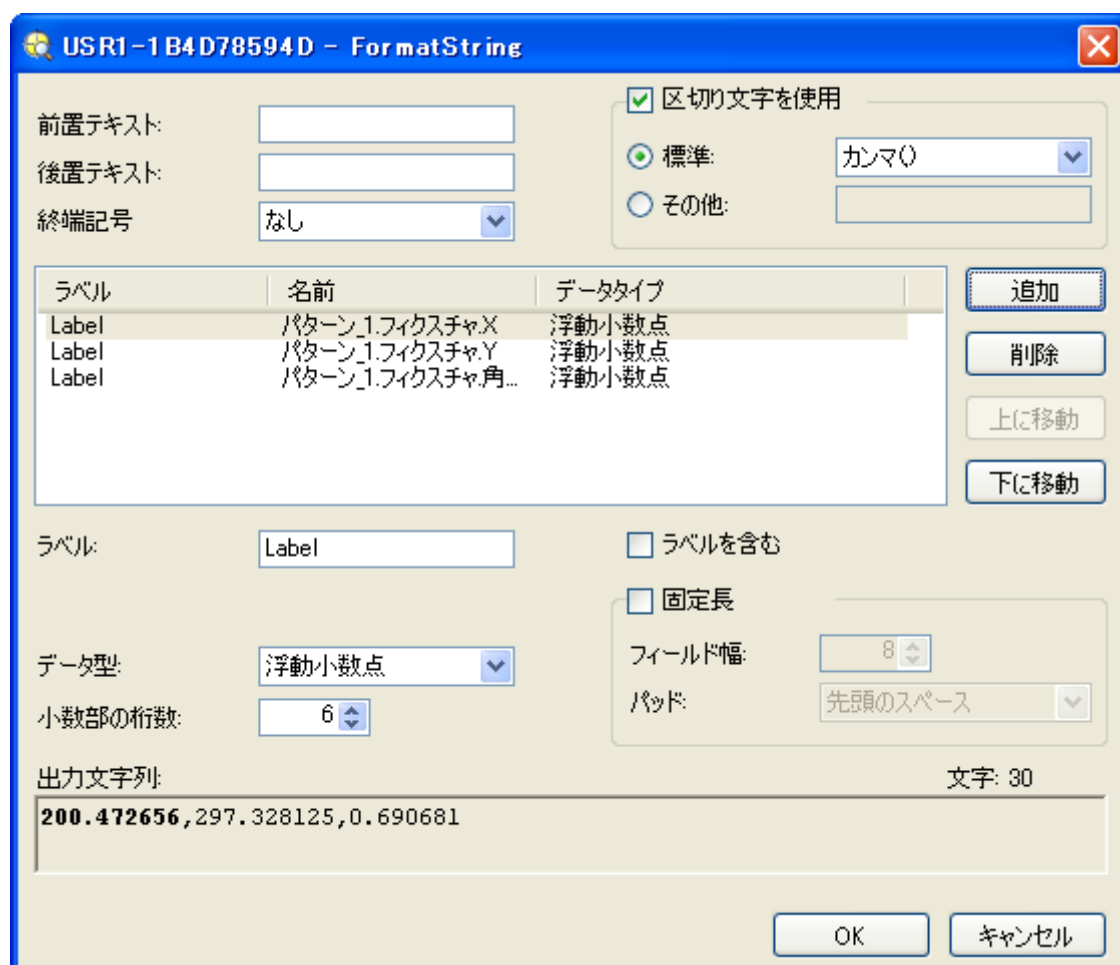 USR1-1B4D78594D - FormatString
前置テキスト:
後置テキスト:
終端記号 なし
区切り文字を使用
標準: カンマ()
その他:
ラベル 名前 データタイプ
Label パターン_1.フィクスチャ.X 浮動小数点
Label パターン_1.フィクスチャ.Y 浮動小数点
Label パターン_1.フィクスチャ.角... 浮動小数点
追加
削除
上に移動
下に移動
ラベル: Label
ラベルを含む
データ型: 浮動小数点
小数部の桁数: 6
固定長
フィールド幅: 8
パッド: 先頭のスペース
出力文字列: 文字: 30
200.472656,297.328125,0.690681
OK キャンセル